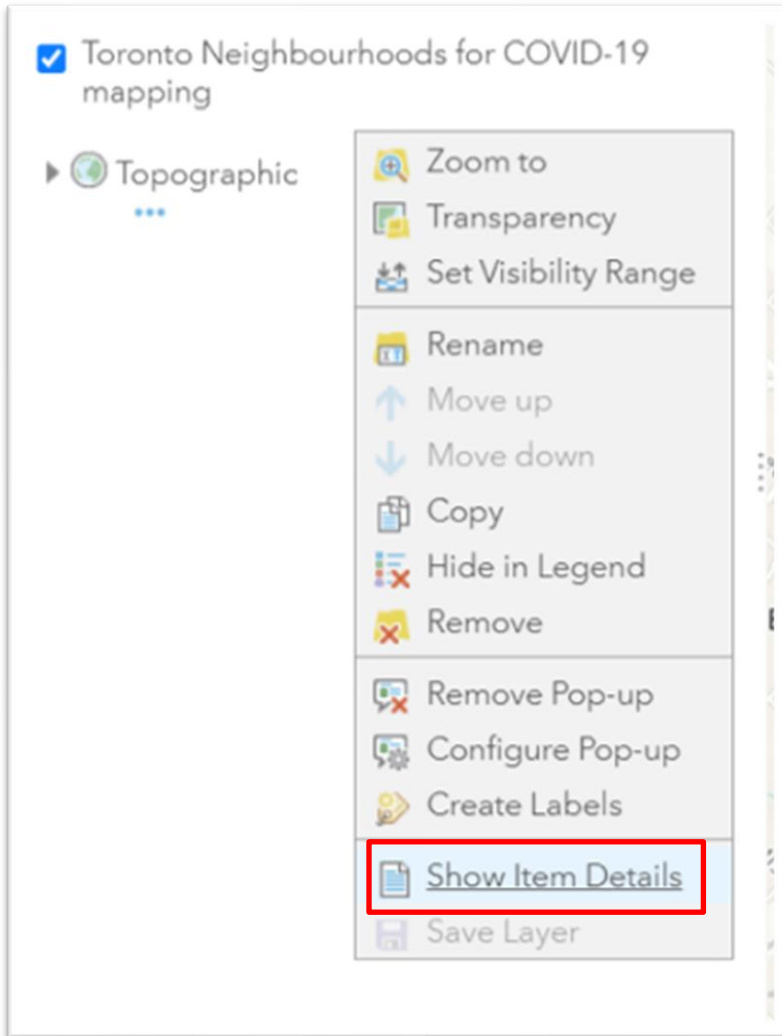 Toronto Neighbourhoods for COVID-19
mapping
Topographic
Zoom to
Transparency
Set Visibility Range
Rename
Move up
Move down
Copy
Hide in Legend
Remove
Remove Pop-up
Configure Pop-up
Create Labels
Show Item Details
Save Layer